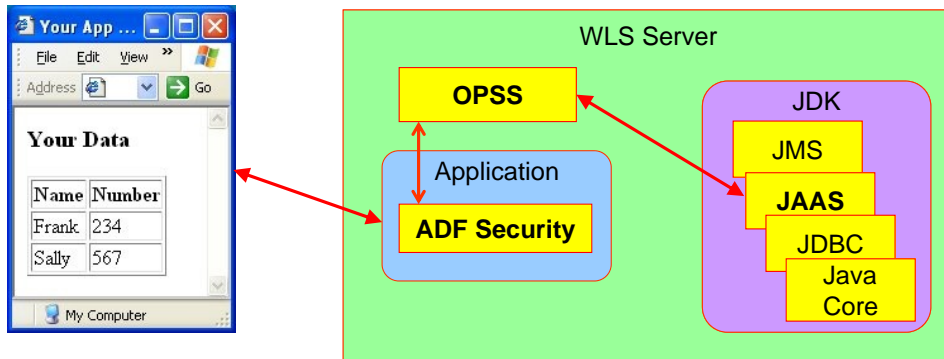 Your App ...
File Edit View »
Address Go
Your Data
Name Number
Frank 234
Sally 567
My Computer
WLS Server
OPSS
Application
ADF Security
JDK
JMS
JAAS
JDBC
Java
Core